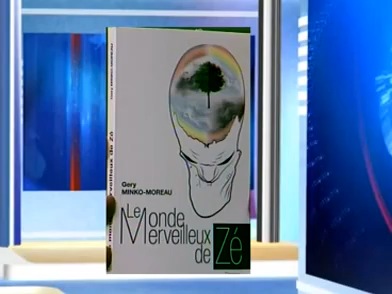 Gery
MINKO-MOREAU
Le Monde
Merveilleux
de Zé